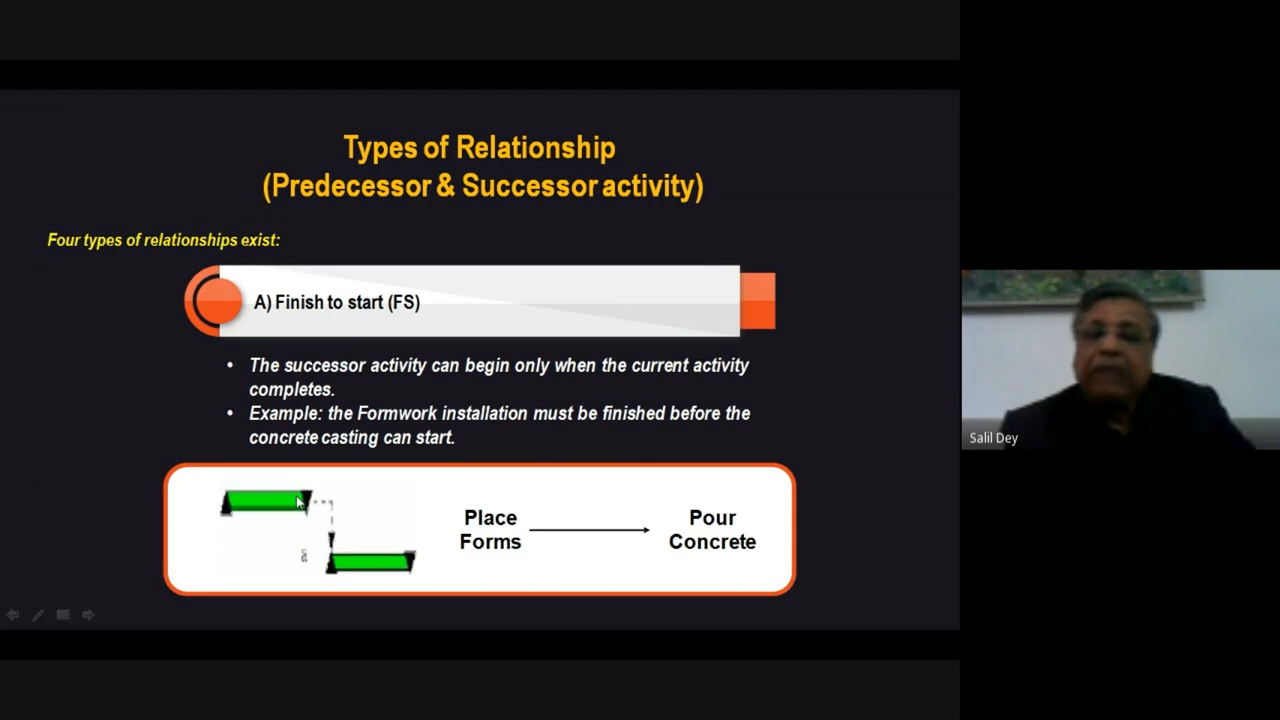 Types of Relationship
(Predecessor & Successor activity)
Four types of relationships exist:
A) Finish to start (FS)
• The successor activity can begin only when the current activity
completes.
• Example: the Formwork installation must be finished before the
concrete casting can start.
Place
Forms
Pour
Concrete
Salil Dey